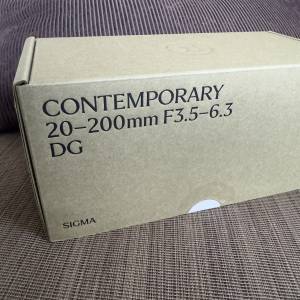 CONTEMPORARY
20–200mm F3.5–6.3
DG
SIGMA